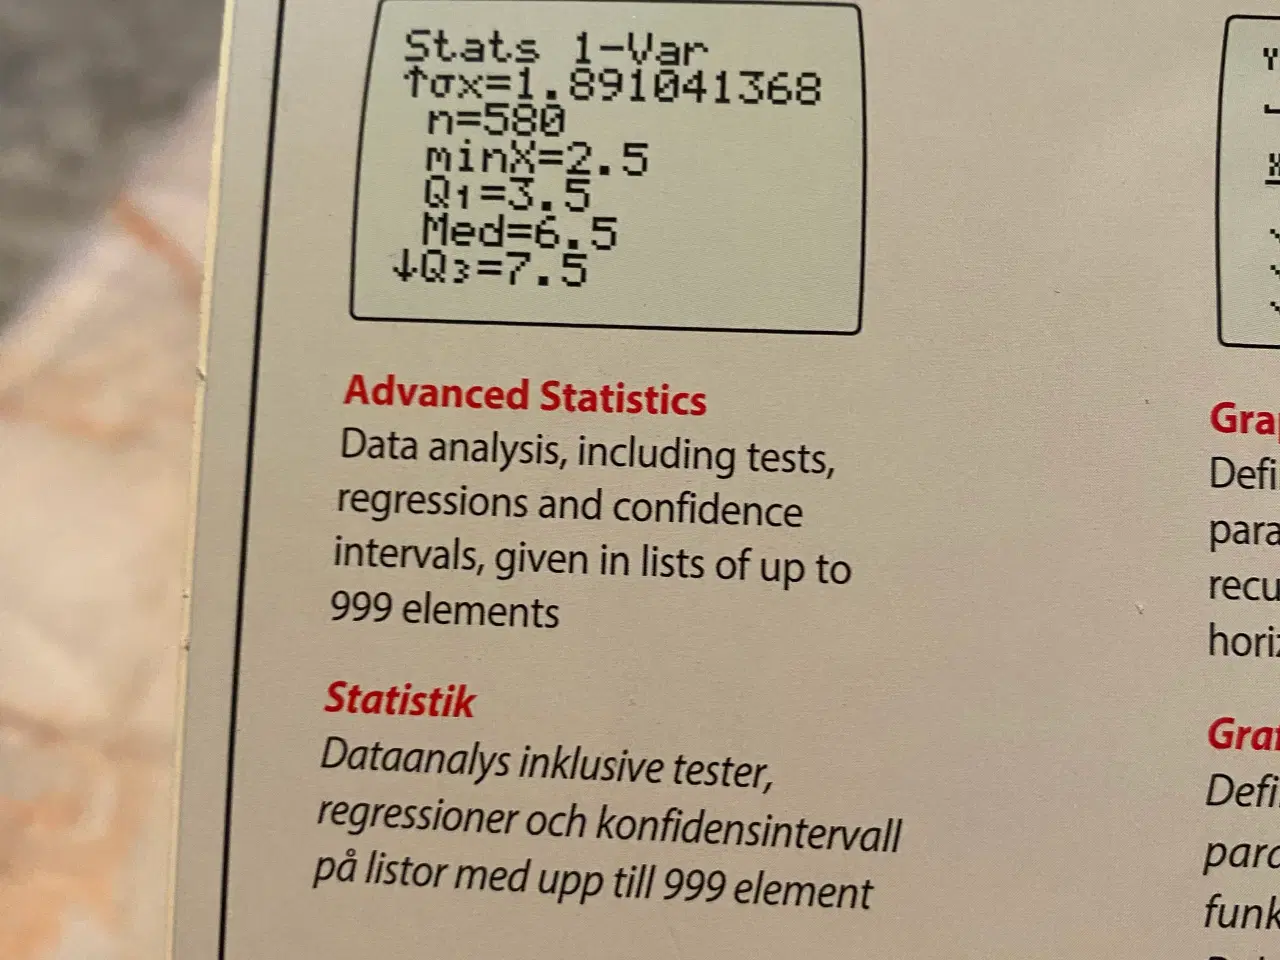 Stats 1-Var
↑σx=1.891041368
n=580
minX=2.5
Q₁=3.5
Med=6.5
↓Q₃=7.5
Advanced Statistics
Data analysis, including tests,
regressions and confidence
intervals, given in lists of up to
999 elements
Statistik
Dataanalys inklusive tester,
regressioner och konfidensintervall
på listor med upp till 999 element